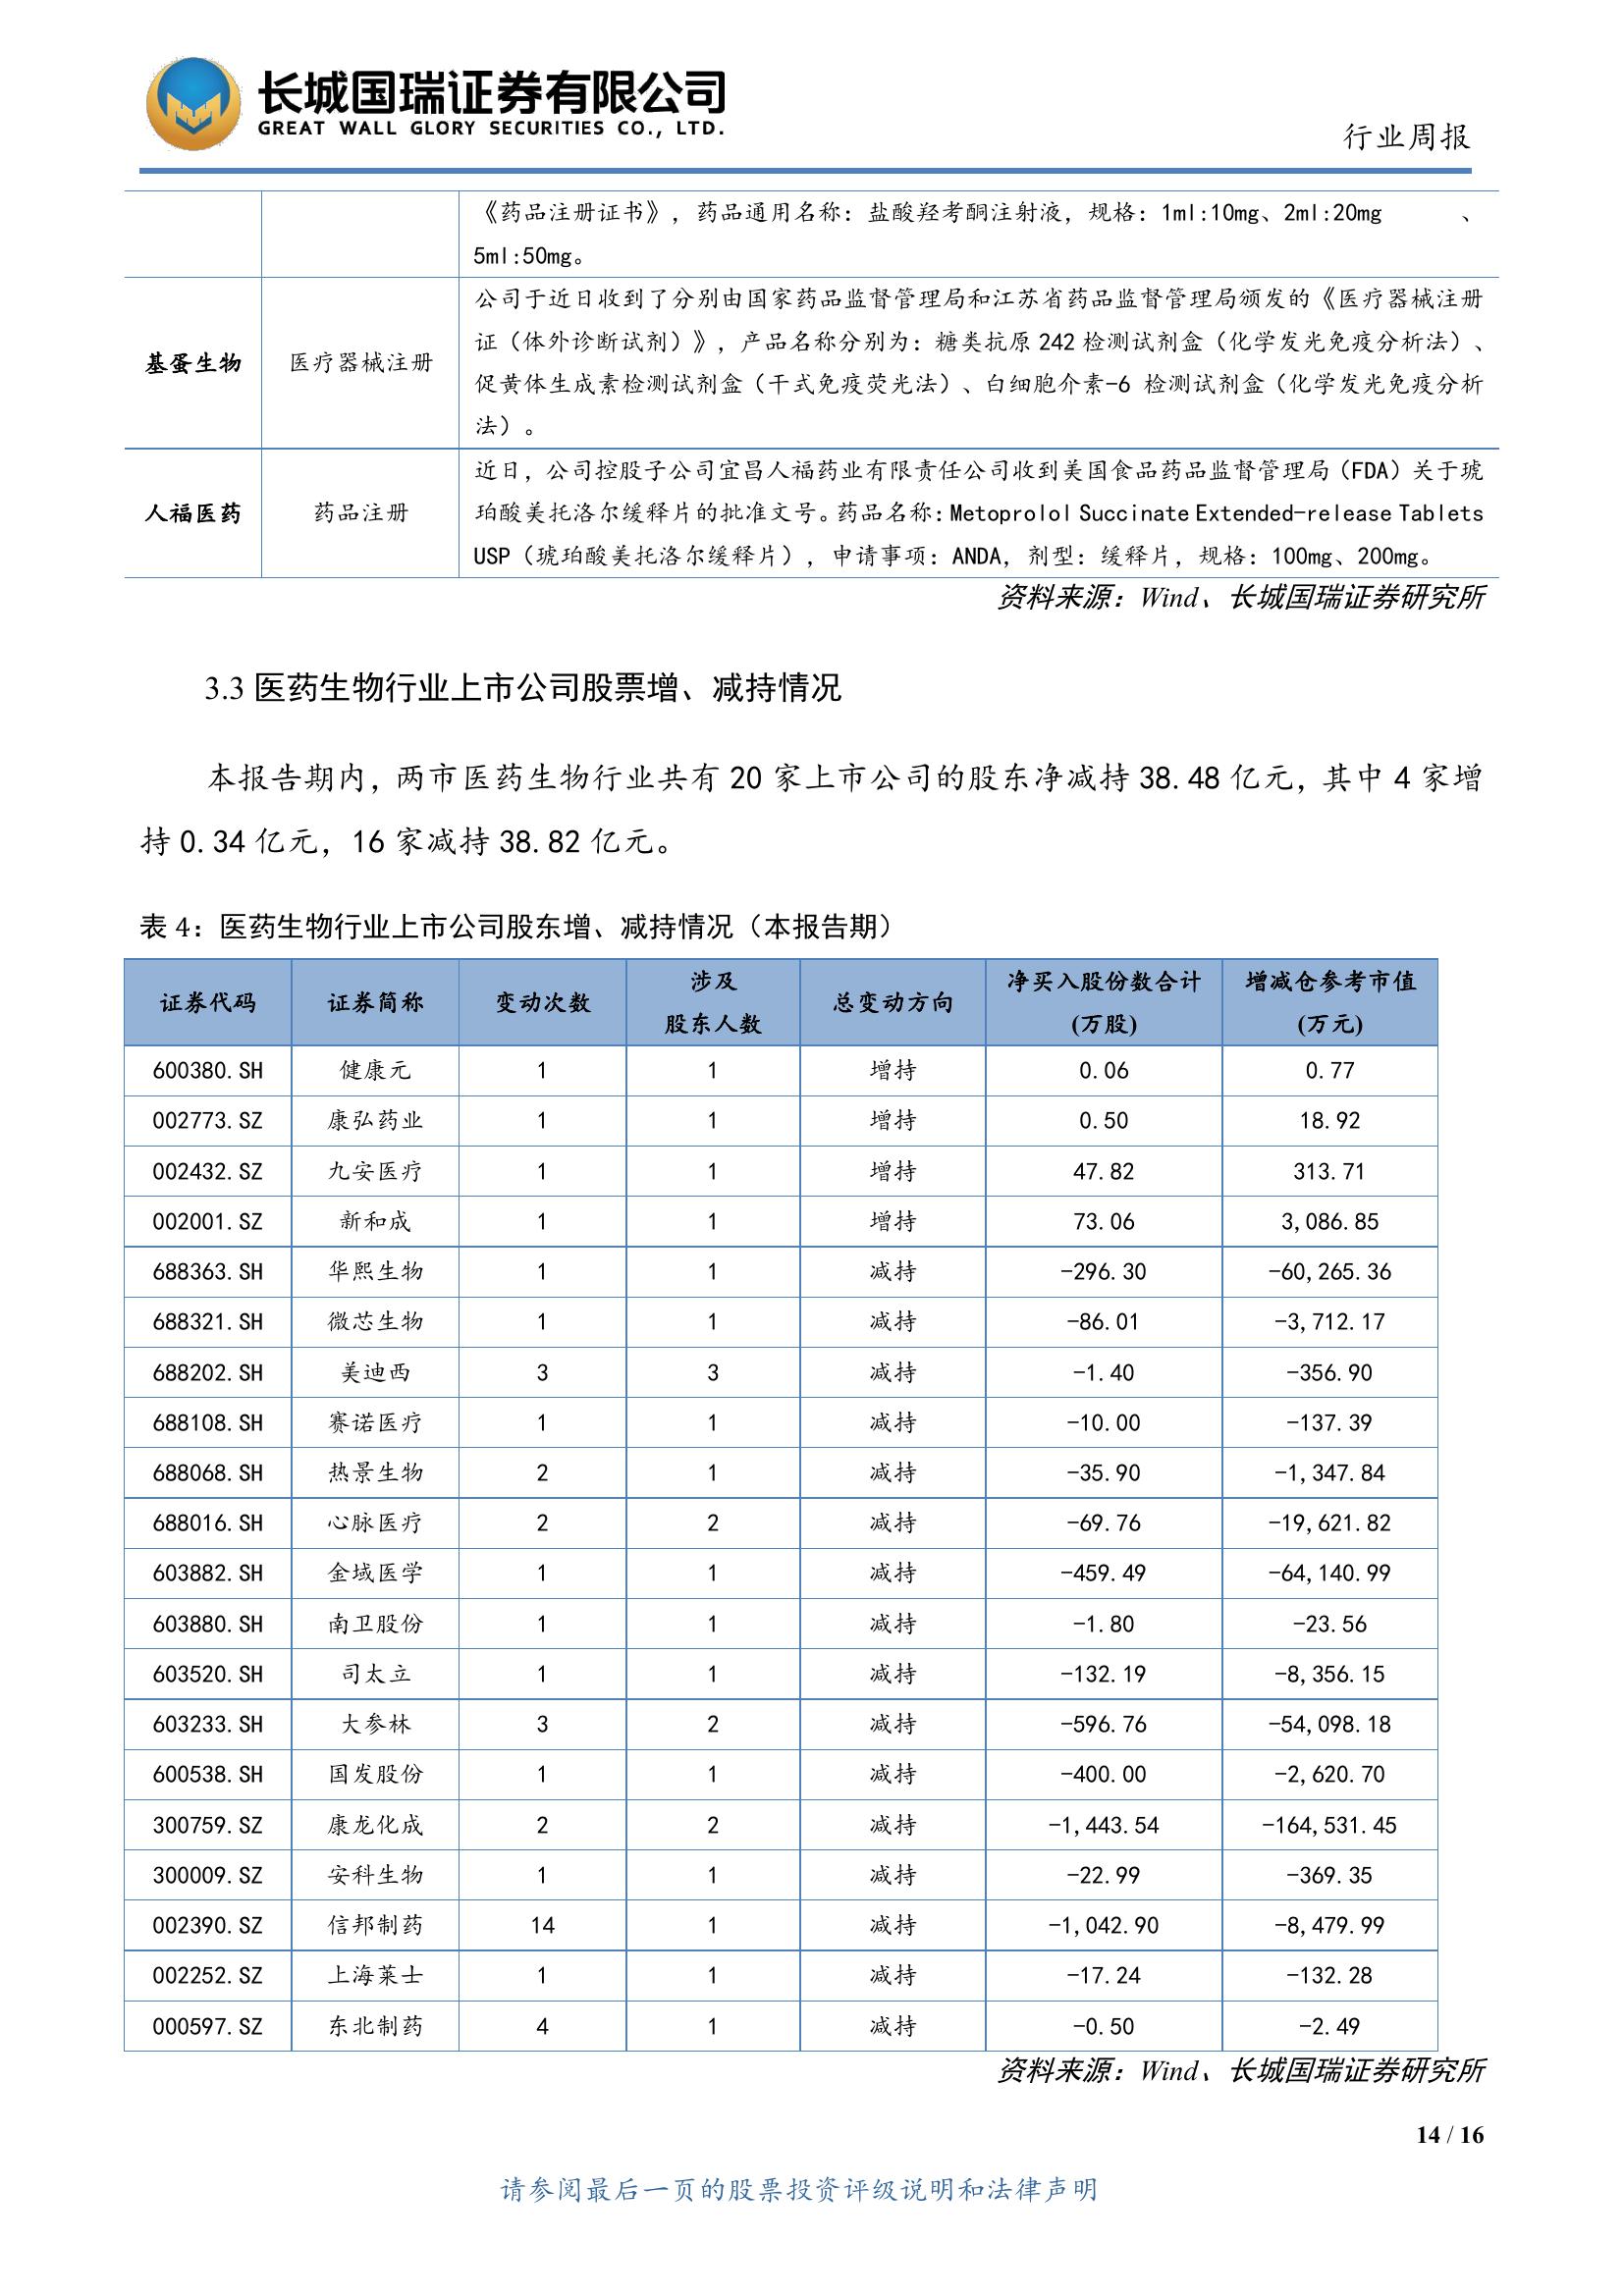 长城国瑞证券有限公司
GREAT WALL GLORY SECURITIES CO., LTD.
行业周报
《药品注册证书》，药品通用名称：盐酸羟考酮注射液，规格：1ml:10mg、2ml:20mg 、
5ml:50mg。
基蛋生物 医疗器械注册
公司于近日收到了分别由国家药品监督管理局和江苏省药品监督管理局颁发的《医疗器械注册
证（体外诊断试剂）》，产品名称分别为：糖类抗原 242 检测试剂盒（化学发光免疫分析法）、
促黄体生成素检测试剂盒（干式免疫荧光法）、白细胞介素-6 检测试剂盒（化学发光免疫分析
法）。
人福医药 药品注册
近日，公司控股子公司宜昌人福药业有限责任公司收到美国食品药品监督管理局（FDA）关于琥
珀酸美托洛尔缓释片的批准文号。药品名称：Metoprolol Succinate Extended-release Tablets
USP（琥珀酸美托洛尔缓释片），申请事项：ANDA，剂型：缓释片，规格：100mg、200mg。
资料来源：Wind、长城国瑞证券研究所
3.3 医药生物行业上市公司股票增、减持情况
本报告期内，两市医药生物行业共有 20 家上市公司的股东净减持 38.48 亿元，其中 4 家增
持 0.34 亿元，16 家减持 38.82 亿元。
表 4：医药生物行业上市公司股东增、减持情况（本报告期）
证券代码 证券简称 变动次数 涉及股东人数 总变动方向 净买入股份数合计(万股) 增减仓参考市值(万元)
600380.SH 健康元 1 1 增持 0.06 0.77
002773.SZ 康弘药业 1 1 增持 0.50 18.92
002432.SZ 九安医疗 1 1 增持 47.82 313.71
002001.SZ 新和成 1 1 增持 73.06 3,086.85
688363.SH 华熙生物 1 1 减持 -296.30 -60,265.36
688321.SH 微芯生物 1 1 减持 -86.01 -3,712.17
688202.SH 美迪西 3 3 减持 -1.40 -356.90
688108.SH 赛诺医疗 1 1 减持 -10.00 -137.39
688068.SH 热景生物 2 1 减持 -35.90 -1,347.84
688016.SH 心脉医疗 2 2 减持 -69.76 -19,621.82
603882.SH 金域医学 1 1 减持 -459.49 -64,140.99
603880.SH 南卫股份 1 1 减持 -1.80 -23.56
603520.SH 司太立 1 1 减持 -132.19 -8,356.15
603233.SH 大参林 3 2 减持 -596.76 -54,098.18
600538.SH 国发股份 1 1 减持 -400.00 -2,620.70
300759.SZ 康龙化成 2 2 减持 -1,443.54 -164,531.45
300009.SZ 安科生物 1 1 减持 -22.99 -369.35
002390.SZ 信邦制药 14 1 减持 -1,042.90 -8,479.99
002252.SZ 上海莱士 1 1 减持 -17.24 -132.28
000597.SZ 东北制药 4 1 减持 -0.50 -2.49
资料来源：Wind、长城国瑞证券研究所
14 / 16
请参阅最后一页的股票投资评级说明和法律声明